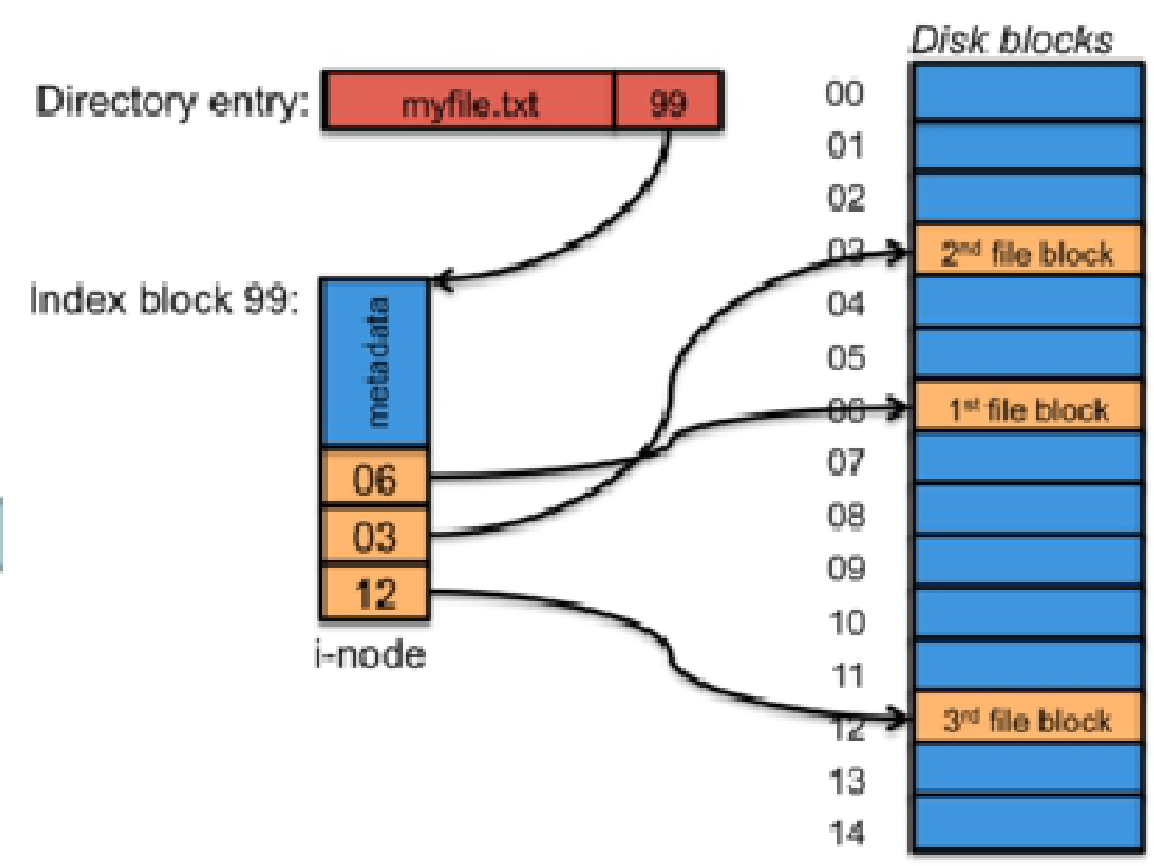 Disk blocks
Directory entry: myfile.txt 99
Index block 99:
metadata
06
03
12
i-node
00
01
02
03 2nd file block
04
05
06 1st file block
07
08
09
10
11
12 3rd file block
13
14